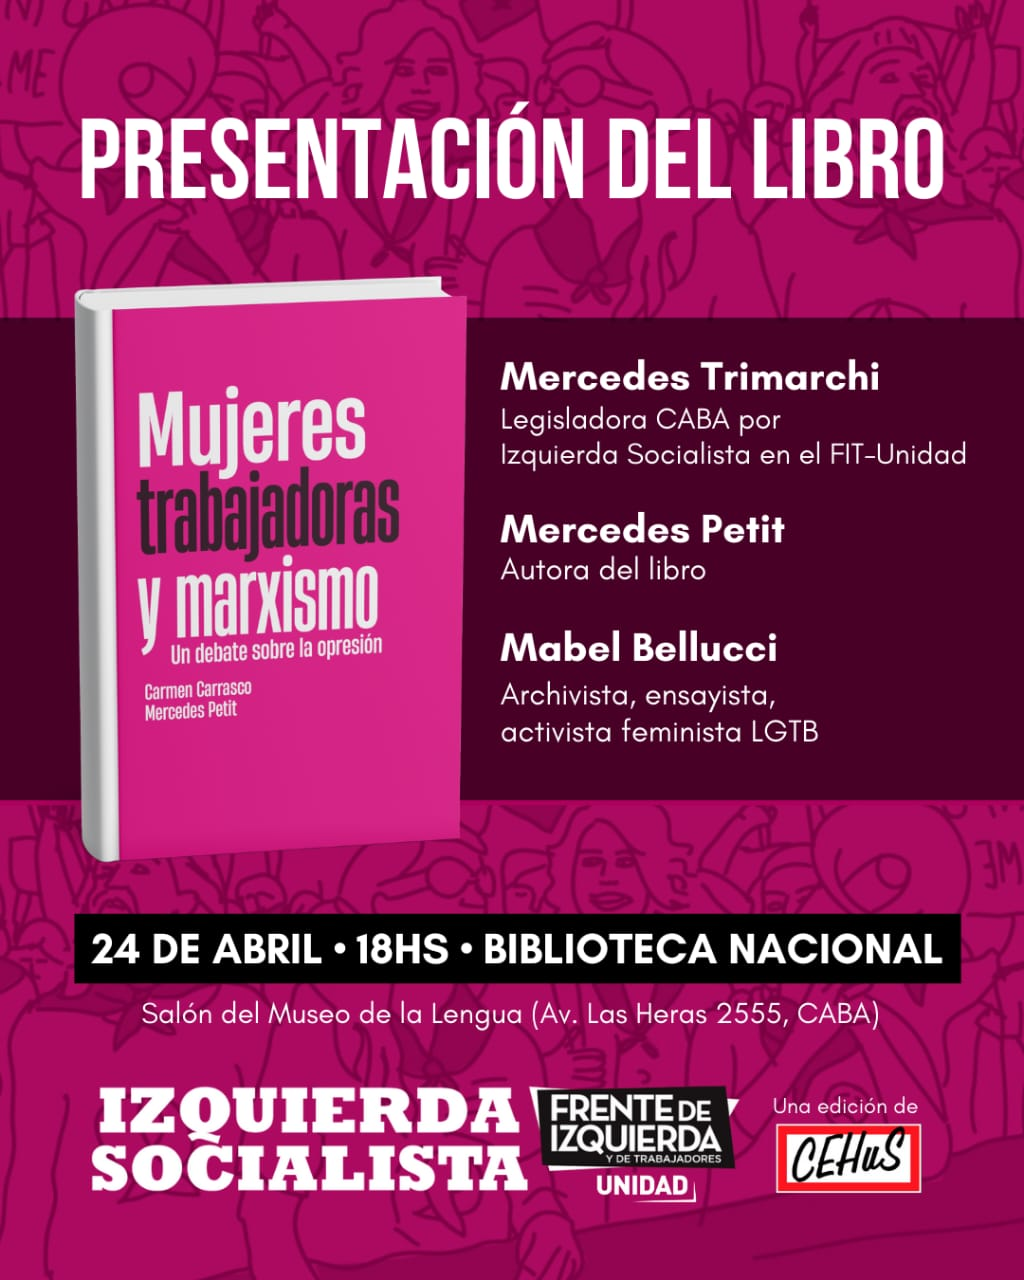 ME
PRESENTACIÓN DEL LIBRO
Mujeres
trabajadoras
y marxismo
Un debate sobre la opresión
Carmen Carrasco
Mercedes Petit
Mercedes Trimarchi
Legisladora CABA por
Izquierda Socialista en el FIT-Unidad
Mercedes Petit
Autora del libro
Mabel Bellucci
Archivista, ensayista,
activista feminista LGTB
ME
24 DE ABRIL • 18HS • BIBLIOTECA NACIONAL
Salón del Museo de la Lengua (Av. Las Heras 2555, CABA)
IZQUIERDA
SOCIALISTA
FRENTE DE
IZQUIERDA
Y DE TRABAJADORES
UNIDAD
Una edición de
CEHuS